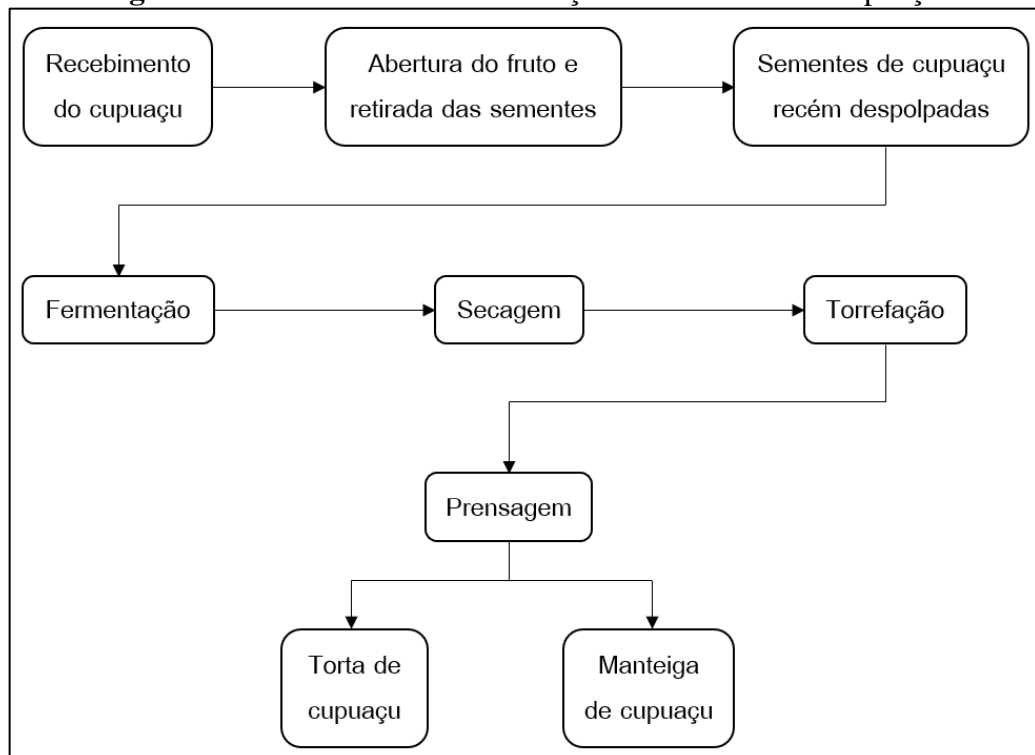 Recebimento
do cupuaçu
Abertura do fruto e
retirada das sementes
Sementes de cupuaçu
recém despolpadas
Fermentação
Secagem
Torrefação
Prensagem
Torta de
cupuaçu
Manteiga
de cupuaçu